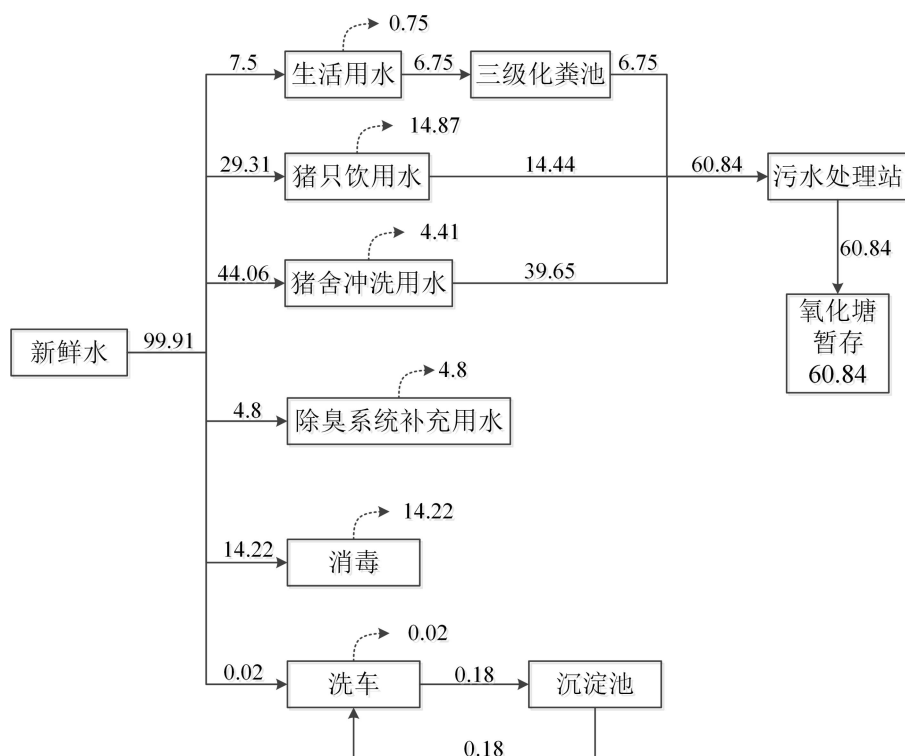 0.75
7.5
生活用水
6.75
三级化粪池
6.75
14.87
29.31
猪只饮用水
14.44
60.84
污水处理站
4.41
44.06
猪舍冲洗用水
39.65
60.84
氧化塘
暂存
60.84
新鲜水
99.91
4.8
4.8
除臭系统补充用水
14.22
14.22
消毒
0.02
0.02
洗车
0.18
沉淀池
0.18